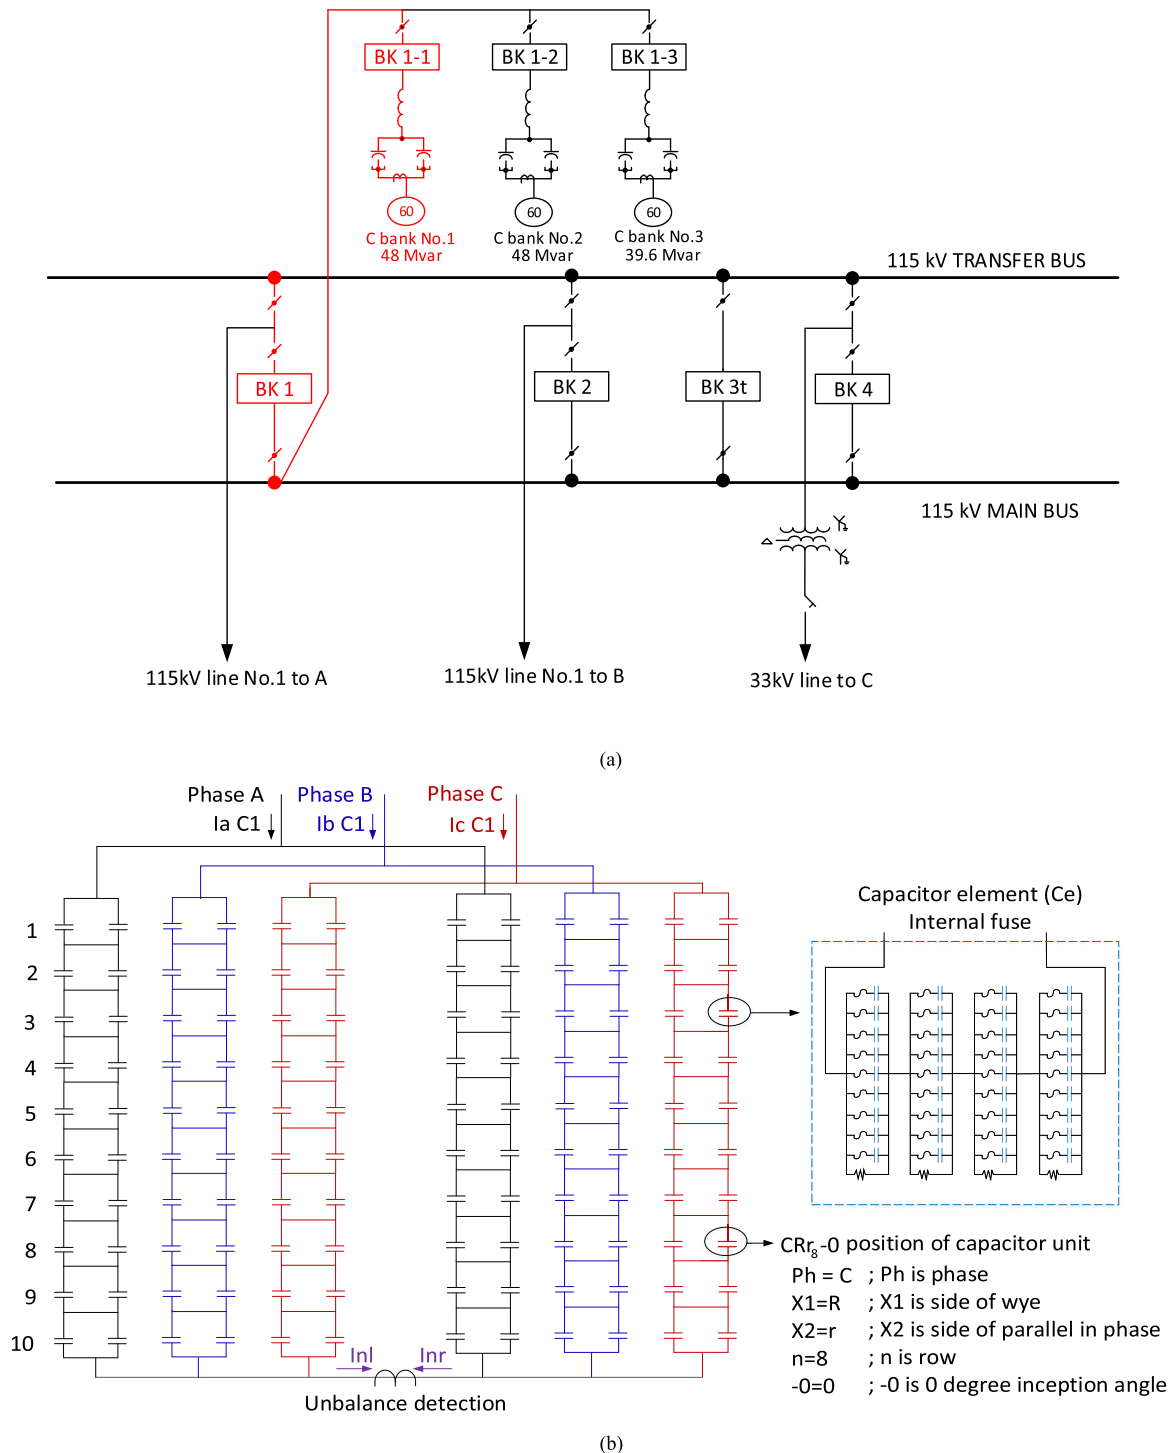 BK 1-1
BK 1-2
BK 1-3
60
60
60
C bank No.1
48 Mvar
C bank No.2
48 Mvar
C bank No.3
39.6 Mvar
115 kV TRANSFER BUS
BK 1
BK 2
BK 3t
BK 4
115 kV MAIN BUS
115kV line No.1 to A
115kV line No.1 to B
33kV line to C
(a)
Phase A
Ia C1
Phase B
Ib C1
Phase C
Ic C1
1
2
3
4
5
6
7
8
9
10
Inl
Inr
Unbalance detection
Capacitor element (Ce)
Internal fuse
CRr8-0 position of capacitor unit
Ph = C ; Ph is phase
X1=R ; X1 is side of wye
X2=r ; X2 is side of parallel in phase
n=8 ; n is row
-0=0 ; -0 is 0 degree inception angle
(b)